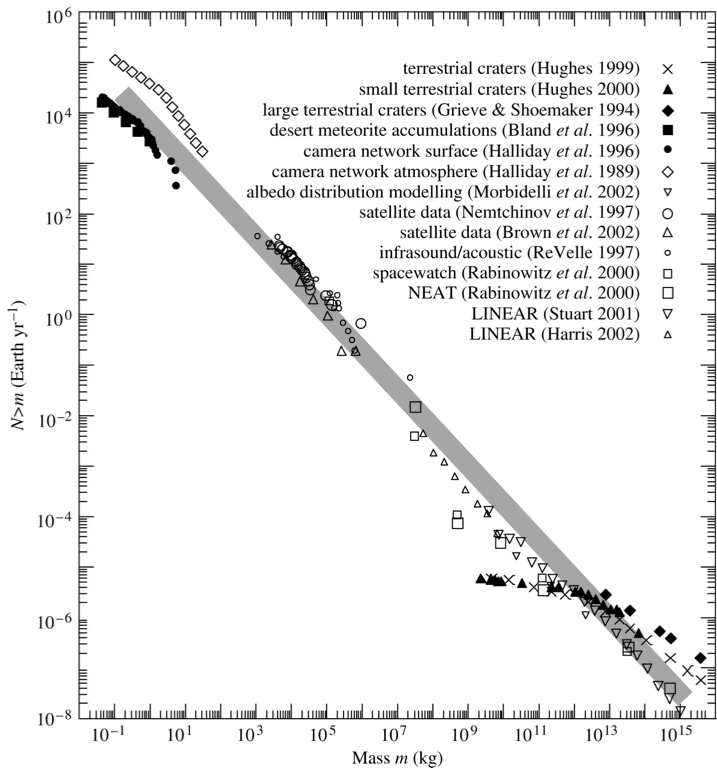 10^6
10^4
10^2
10^0
10^−2
10^−4
10^−6
10^−8
N>m (Earth yr^−1)
terrestrial craters (Hughes 1999)
small terrestrial craters (Hughes 2000)
large terrestrial craters (Grieve & Shoemaker 1994)
desert meteorite accumulations (Bland et al. 1996)
camera network surface (Halliday et al. 1996)
camera network atmosphere (Halliday et al. 1989)
albedo distribution modelling (Morbidelli et al. 2002)
satellite data (Nemtchinov et al. 1997)
satellite data (Brown et al. 2002)
infrasound/acoustic (ReVelle 1997)
spacewatch (Rabinowitz et al. 2000)
NEAT (Rabinowitz et al. 2000)
LINEAR (Stuart 2001)
LINEAR (Harris 2002)
10^−1 10^1 10^3 10^5 10^7 10^9 10^11 10^13 10^15
Mass m (kg)